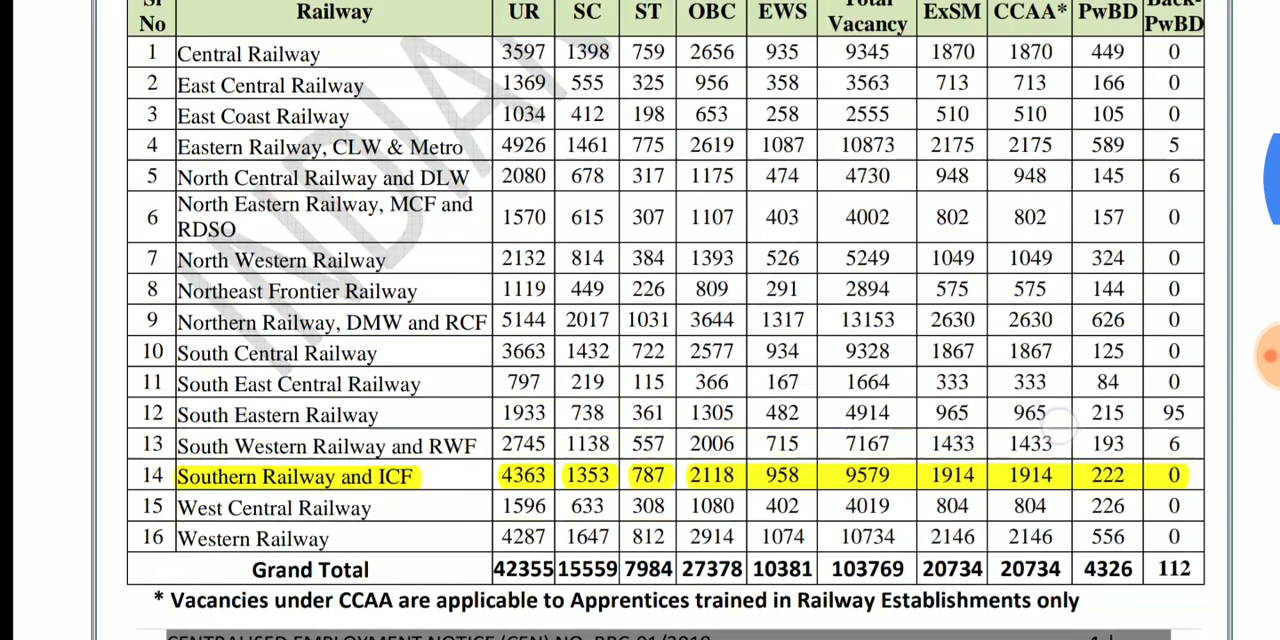 Sl No Railway UR SC ST OBC EWS Total Vacancy ExSM CCAA* PwBD Back-PwBD
1 Central Railway 3597 1398 759 2656 935 9345 1870 1870 449 0
2 East Central Railway 1369 555 325 956 358 3563 713 713 166 0
3 East Coast Railway 1034 412 198 653 258 2555 510 510 105 0
4 Eastern Railway, CLW & Metro 4926 1461 775 2619 1087 10873 2175 2175 589 5
5 North Central Railway and DLW 2080 678 317 1175 474 4730 948 948 145 6
6 North Eastern Railway, MCF and RDSO 1570 615 307 1107 403 4002 802 802 157 0
7 North Western Railway 2132 814 384 1393 526 5249 1049 1049 324 0
8 Northeast Frontier Railway 1119 449 226 809 291 2894 575 575 144 0
9 Northern Railway, DMW and RCF 5144 2017 1031 3644 1317 13153 2630 2630 626 0
10 South Central Railway 3663 1432 722 2577 934 9328 1867 1867 125 0
11 South East Central Railway 797 219 115 366 167 1664 333 333 84 0
12 South Eastern Railway 1933 738 361 1305 482 4914 965 965 215 95
13 South Western Railway and RWF 2745 1138 557 2006 715 7167 1433 1433 193 6
14 Southern Railway and ICF 4363 1353 787 2118 958 9579 1914 1914 222 0
15 West Central Railway 1596 633 308 1080 402 4019 804 804 226 0
16 Western Railway 4287 1647 812 2914 1074 10734 2146 2146 556 0
Grand Total 42355 15559 7984 27378 10381 103769 20734 20734 4326 112
* Vacancies under CCAA are applicable to Apprentices trained in Railway Establishments only
CENTRALISED EMPLOYMENT NOTICE (CEN) NO. RRC-01/2019 1 |
INDIAN